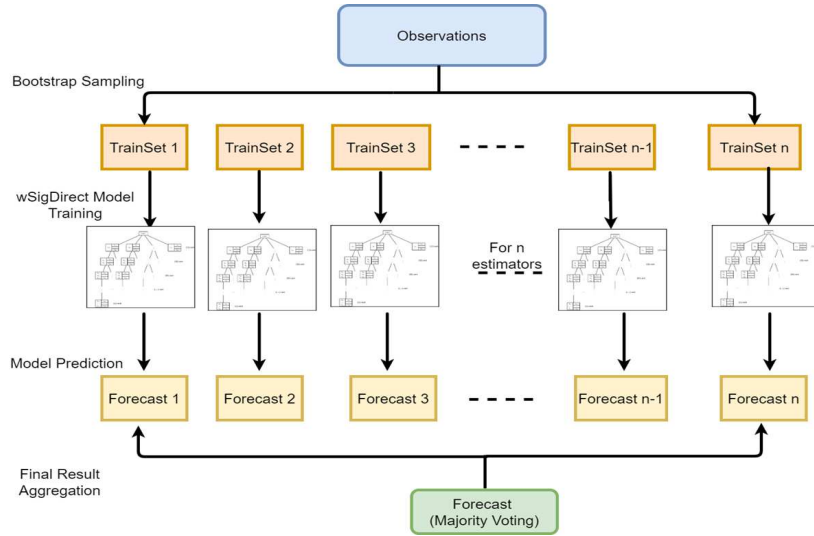 Observations
Bootstrap Sampling
TrainSet 1
TrainSet 2
TrainSet 3
TrainSet n-1
TrainSet n
wSigDirect Model
Training
For n
estimators
Model Prediction
Forecast 1
Forecast 2
Forecast 3
Forecast n-1
Forecast n
Final Result
Aggregation
Forecast
(Majority Voting)